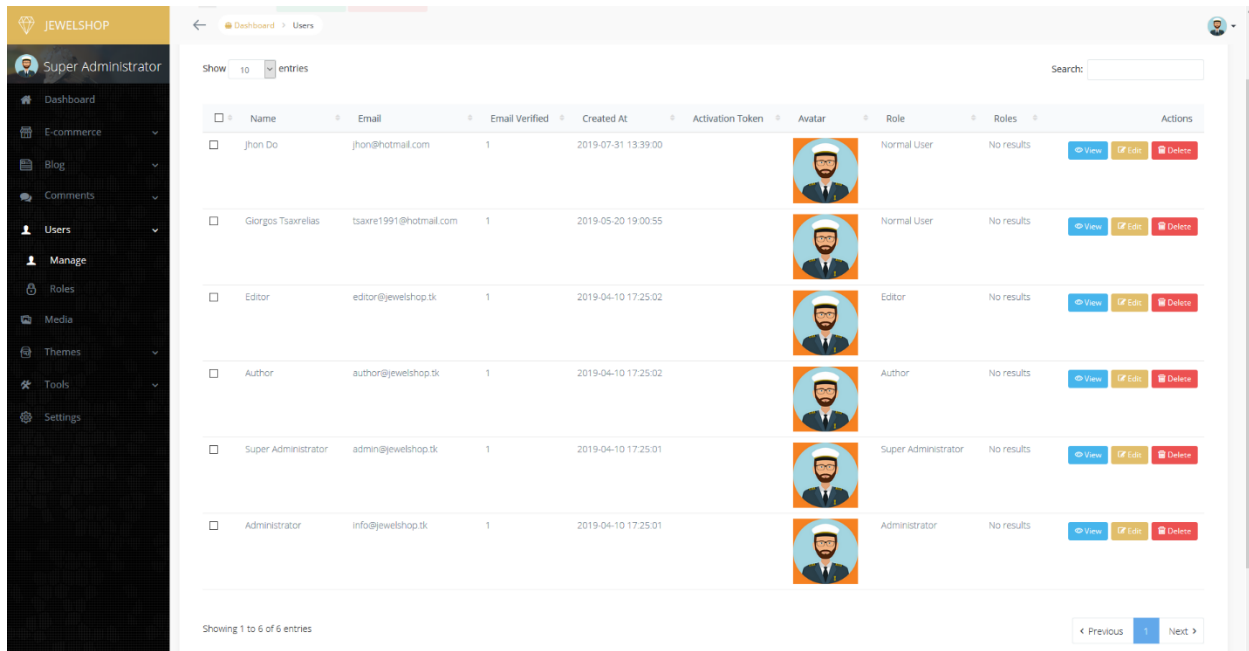 JEWELSHOP
Dashboard > Users
Super Administrator
Show 10 entries
Search:
Dashboard
E-commerce
Blog
Comments
Users
Manage
Roles
Media
Themes
Tools
Settings
Name Email Email Verified Created At Activation Token Avatar Role Roles Actions
Jhon Do jhon@hotmail.com 1 2019-07-31 13:39:00 Normal User No results View Edit Delete
Giorgos Tsaxrelias tsaxre1991@hotmail.com 1 2019-05-20 19:00:55 Normal User No results View Edit Delete
Editor editor@jewelshop.tk 1 2019-04-10 17:25:02 Editor No results View Edit Delete
Author author@jewelshop.tk 1 2019-04-10 17:25:02 Author No results View Edit Delete
Super Administrator admin@jewelshop.tk 1 2019-04-10 17:25:01 Super Administrator No results View Edit Delete
Administrator info@jewelshop.tk 1 2019-04-10 17:25:01 Administrator No results View Edit Delete
Showing 1 to 6 of 6 entries
< Previous 1 Next >